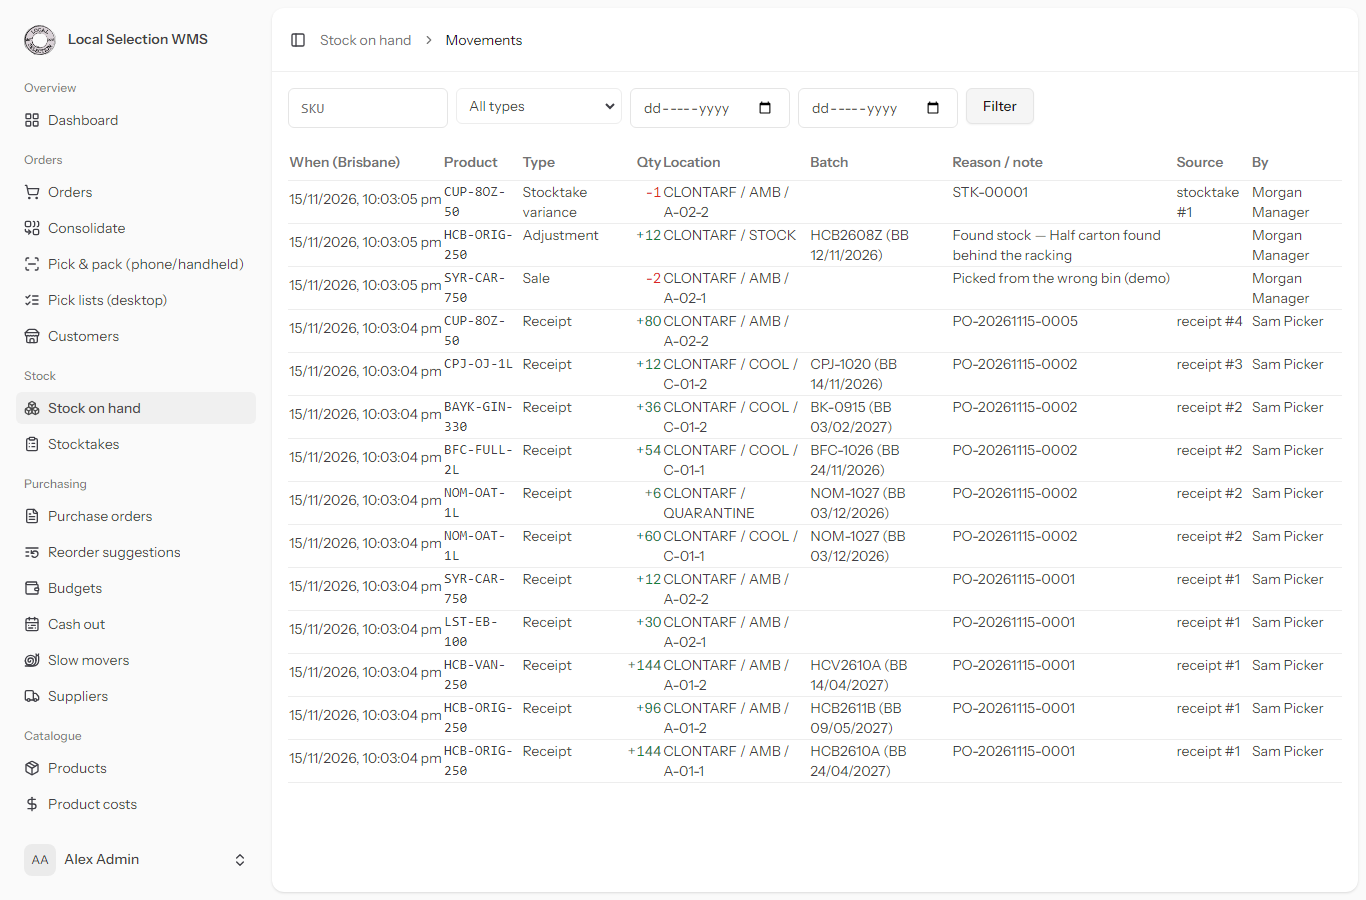 Local Selection WMS
Overview
Dashboard
Orders
Orders
Consolidate
Pick & pack (phone/handheld)
Pick lists (desktop)
Customers
Stock
Stock on hand
Stocktakes
Purchasing
Purchase orders
Reorder suggestions
Budgets
Cash out
Slow movers
Suppliers
Catalogue
Products
Product costs
AA Alex Admin
Stock on hand > Movements
SKU All types dd-----yyyy dd-----yyyy Filter
When (Brisbane) Product Type Qty Location Batch Reason / note Source By
15/11/2026, 10:03:05 pm CUP-8OZ- Stocktake -1 CLONTARF / AMB / STK-00001 stocktake Morgan
50 variance A-02-2 #1 Manager
15/11/2026, 10:03:05 pm HCB-ORIG- Adjustment +12 CLONTARF / STOCK HCB2608Z (BB Found stock — Half carton found Morgan
250 12/11/2026) behind the racking Manager
15/11/2026, 10:03:05 pm SYR-CAR- Sale -2 CLONTARF / AMB / Picked from the wrong bin (demo) Morgan
750 A-02-1 Manager
15/11/2026, 10:03:04 pm CUP-8OZ- Receipt +80 CLONTARF / AMB / PO-20261115-0005 receipt #4 Sam Picker
50 A-02-2
15/11/2026, 10:03:04 pm CPJ-OJ-1L Receipt +12 CLONTARF / COOL / CPJ-1020 (BB PO-20261115-0002 receipt #3 Sam Picker
C-01-2 14/11/2026)
15/11/2026, 10:03:04 pm BAYK-GIN- Receipt +36 CLONTARF / COOL / BK-0915 (BB PO-20261115-0002 receipt #2 Sam Picker
330 C-01-2 03/02/2027)
15/11/2026, 10:03:04 pm BFC-FULL- Receipt +54 CLONTARF / COOL / BFC-1026 (BB PO-20261115-0002 receipt #2 Sam Picker
2L C-01-1 24/11/2026)
15/11/2026, 10:03:04 pm NOM-OAT- Receipt +6 CLONTARF / NOM-1027 (BB PO-20261115-0002 receipt #2 Sam Picker
1L QUARANTINE 03/12/2026)
15/11/2026, 10:03:04 pm NOM-OAT- Receipt +60 CLONTARF / COOL / NOM-1027 (BB PO-20261115-0002 receipt #2 Sam Picker
1L C-01-1 03/12/2026)
15/11/2026, 10:03:04 pm SYR-CAR- Receipt +12 CLONTARF / AMB / PO-20261115-0001 receipt #1 Sam Picker
750 A-02-2
15/11/2026, 10:03:04 pm LST-EB- Receipt +30 CLONTARF / AMB / PO-20261115-0001 receipt #1 Sam Picker
100 A-02-1
15/11/2026, 10:03:04 pm HCB-VAN- Receipt +144 CLONTARF / AMB / HCV2610A (BB PO-20261115-0001 receipt #1 Sam Picker
250 A-01-2 14/04/2027)
15/11/2026, 10:03:04 pm HCB-ORIG- Receipt +96 CLONTARF / AMB / HCB2611B (BB PO-20261115-0001 receipt #1 Sam Picker
250 A-01-2 09/05/2027)
15/11/2026, 10:03:04 pm HCB-ORIG- Receipt +144 CLONTARF / AMB / HCB2610A (BB PO-20261115-0001 receipt #1 Sam Picker
250 A-01-1 24/04/2027)